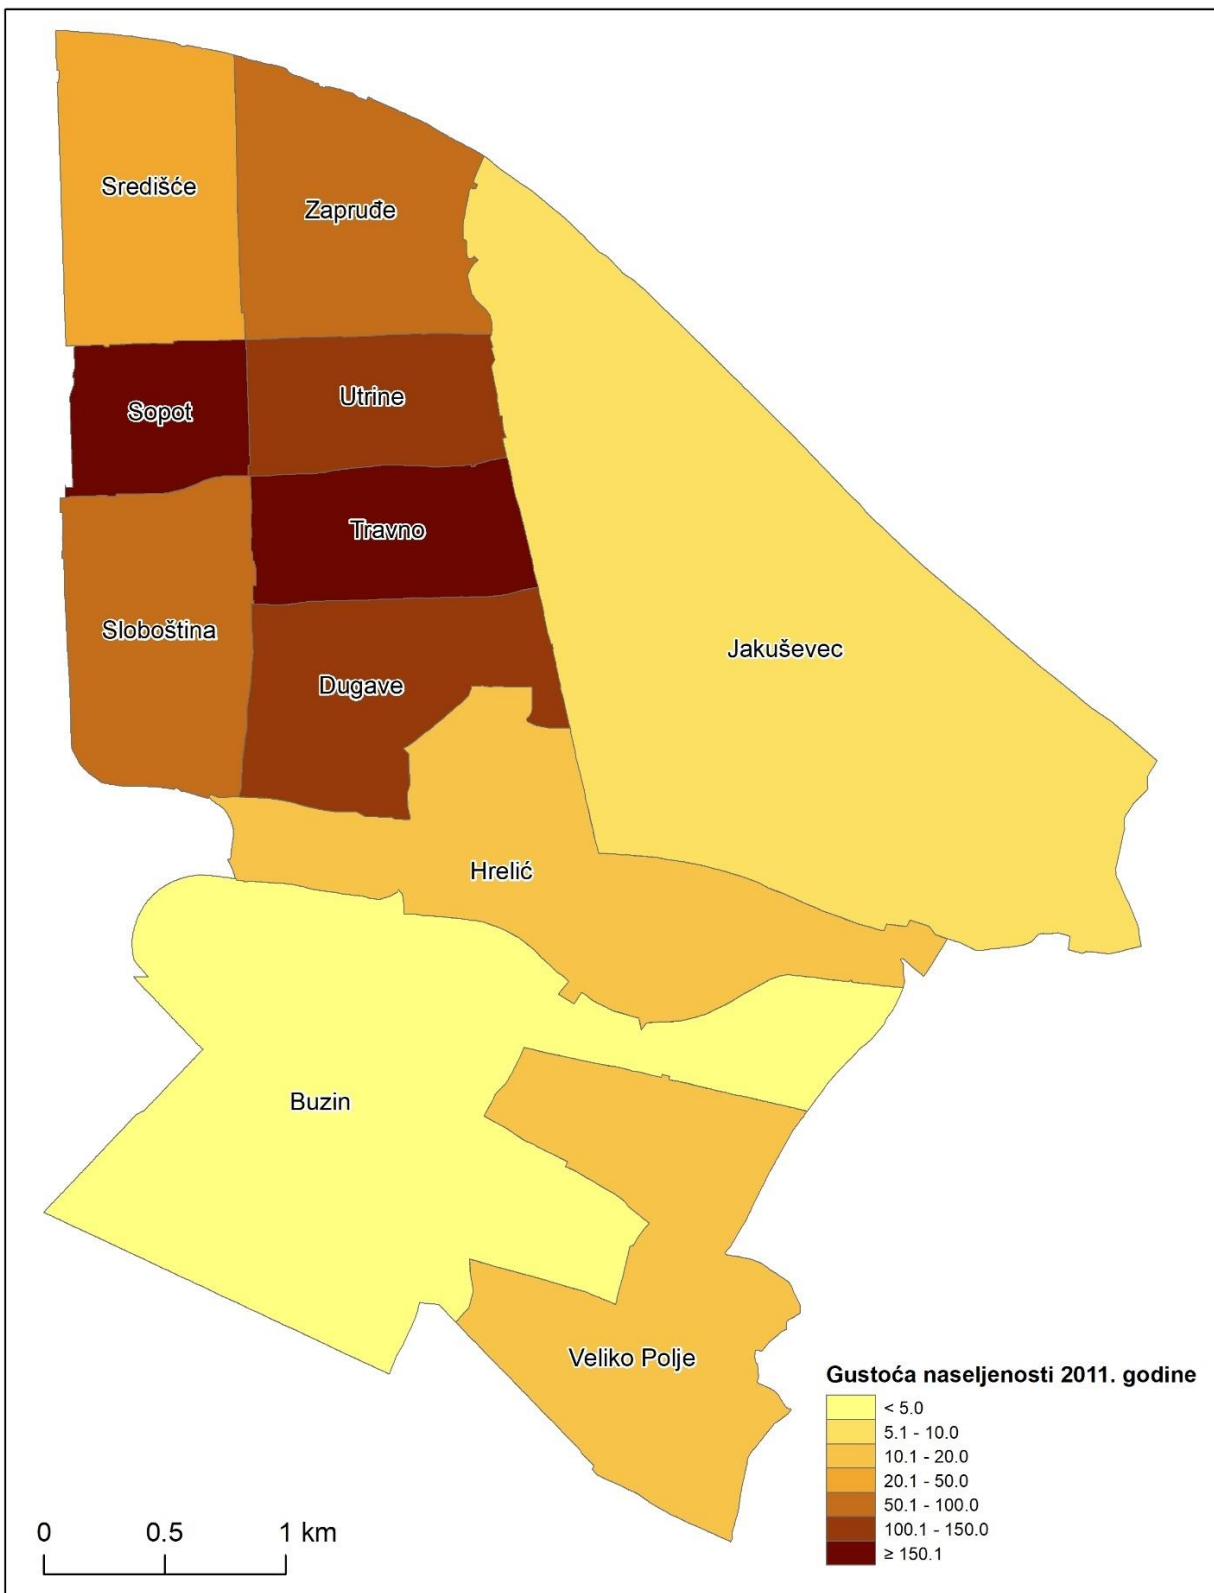 Središće
Zapruđe
Sopot
Utrine
Travno
Sloboština
Dugave
Jakuševec
Hrelić
Buzin
Veliko Polje
Gustoća naseljenosti 2011. godine
< 5.0
5.1 - 10.0
10.1 - 20.0
20.1 - 50.0
50.1 - 100.0
100.1 - 150.0
≥ 150.1
0 0.5 1 km